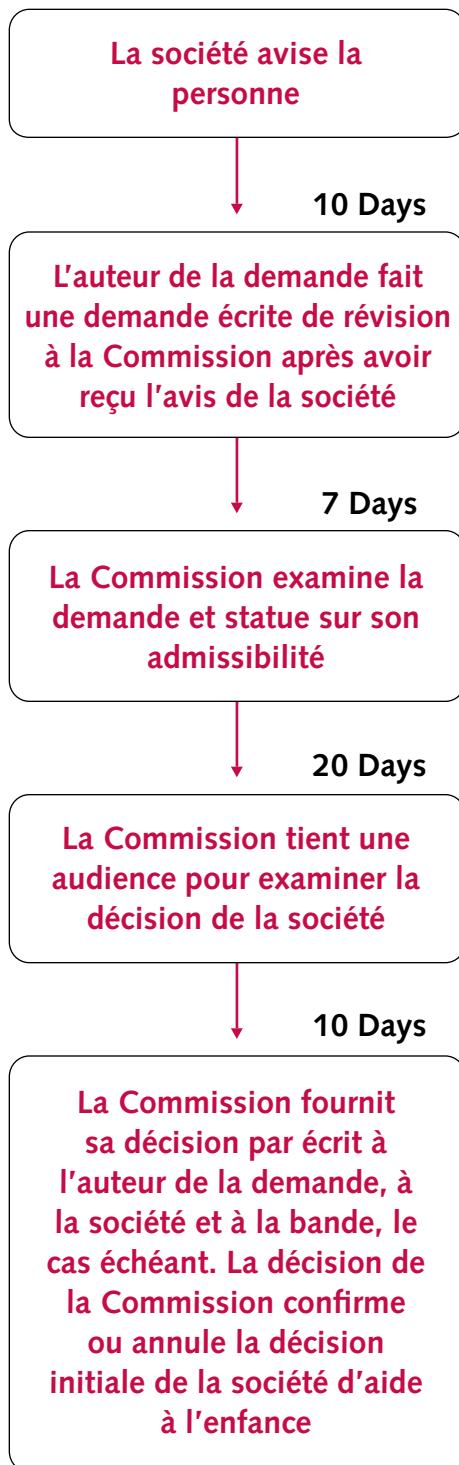 La société avise la
personne
10 Days
L'auteur de la demande fait
une demande écrite de révision
à la Commission après avoir
reçu l'avis de la société
7 Days
La Commission examine la
demande et statue sur son
admissibilité
20 Days
La Commission tient une
audience pour examiner la
décision de la société
10 Days
La Commission fournit
sa décision par écrit à
l'auteur de la demande, à
la société et à la bande, le
cas échéant. La décision de
la Commission confirme
ou annule la décision
initiale de la société d'aide
à l'enfance